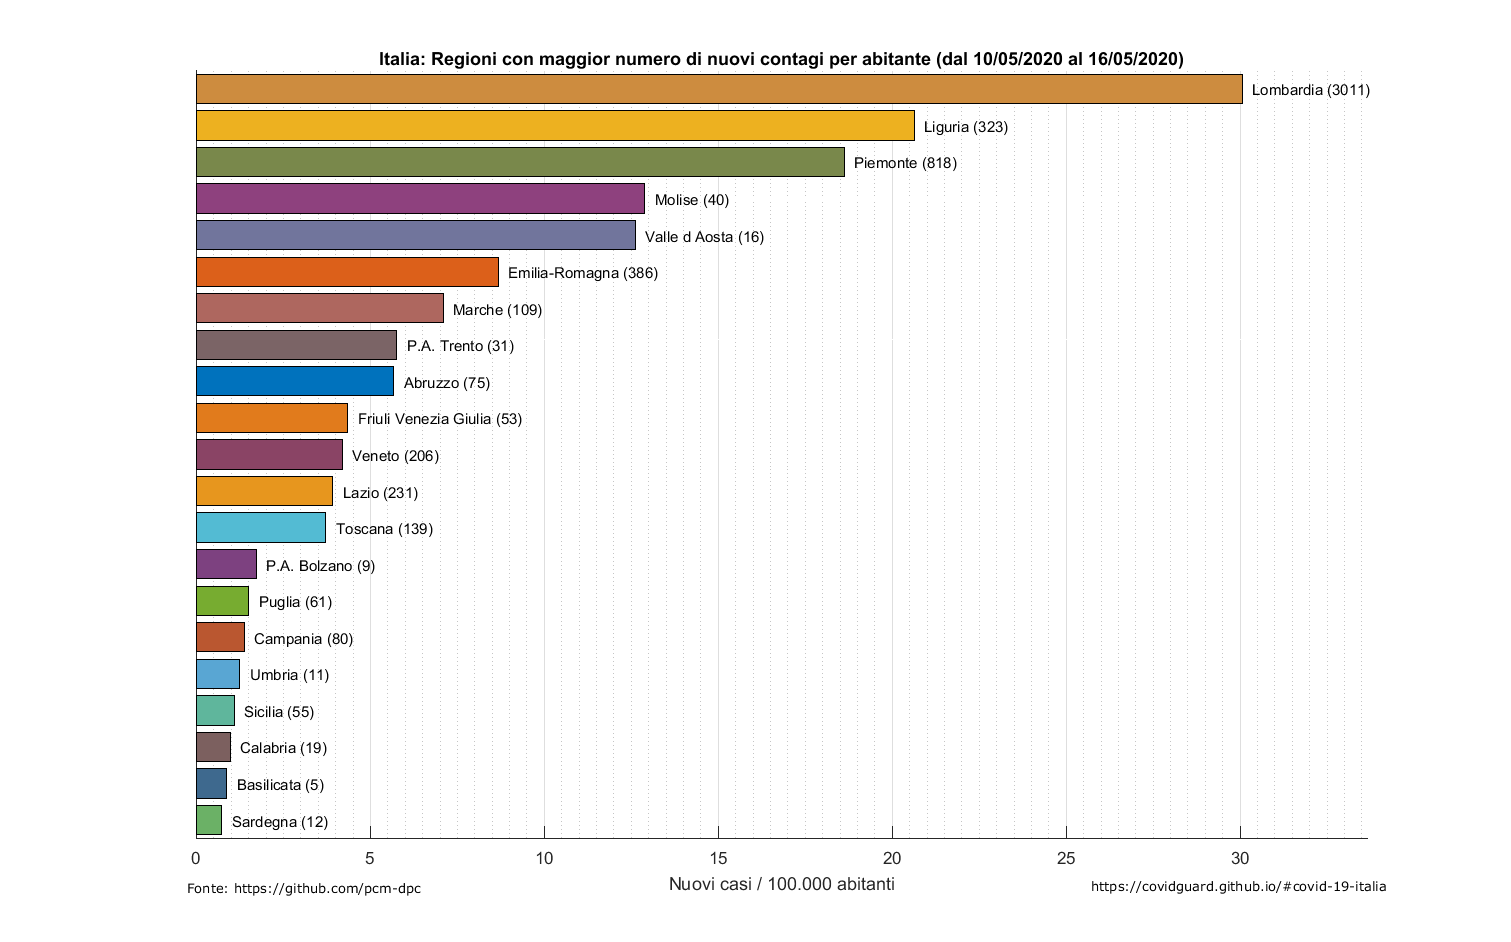 Italia: Regioni con maggior numero di nuovi contagi per abitante (dal 10/05/2020 al 16/05/2020)
Lombardia (3011)
Liguria (323)
Piemonte (818)
Molise (40)
Valle d Aosta (16)
Emilia-Romagna (386)
Marche (109)
P.A. Trento (31)
Abruzzo (75)
Friuli Venezia Giulia (53)
Veneto (206)
Lazio (231)
Toscana (139)
P.A. Bolzano (9)
Puglia (61)
Campania (80)
Umbria (11)
Sicilia (55)
Calabria (19)
Basilicata (5)
Sardegna (12)
0 5 10 15 20 25 30
Nuovi casi / 100.000 abitanti
Fonte: https://github.com/pcm-dpc
https://covidguard.github.io/#covid-19-italia